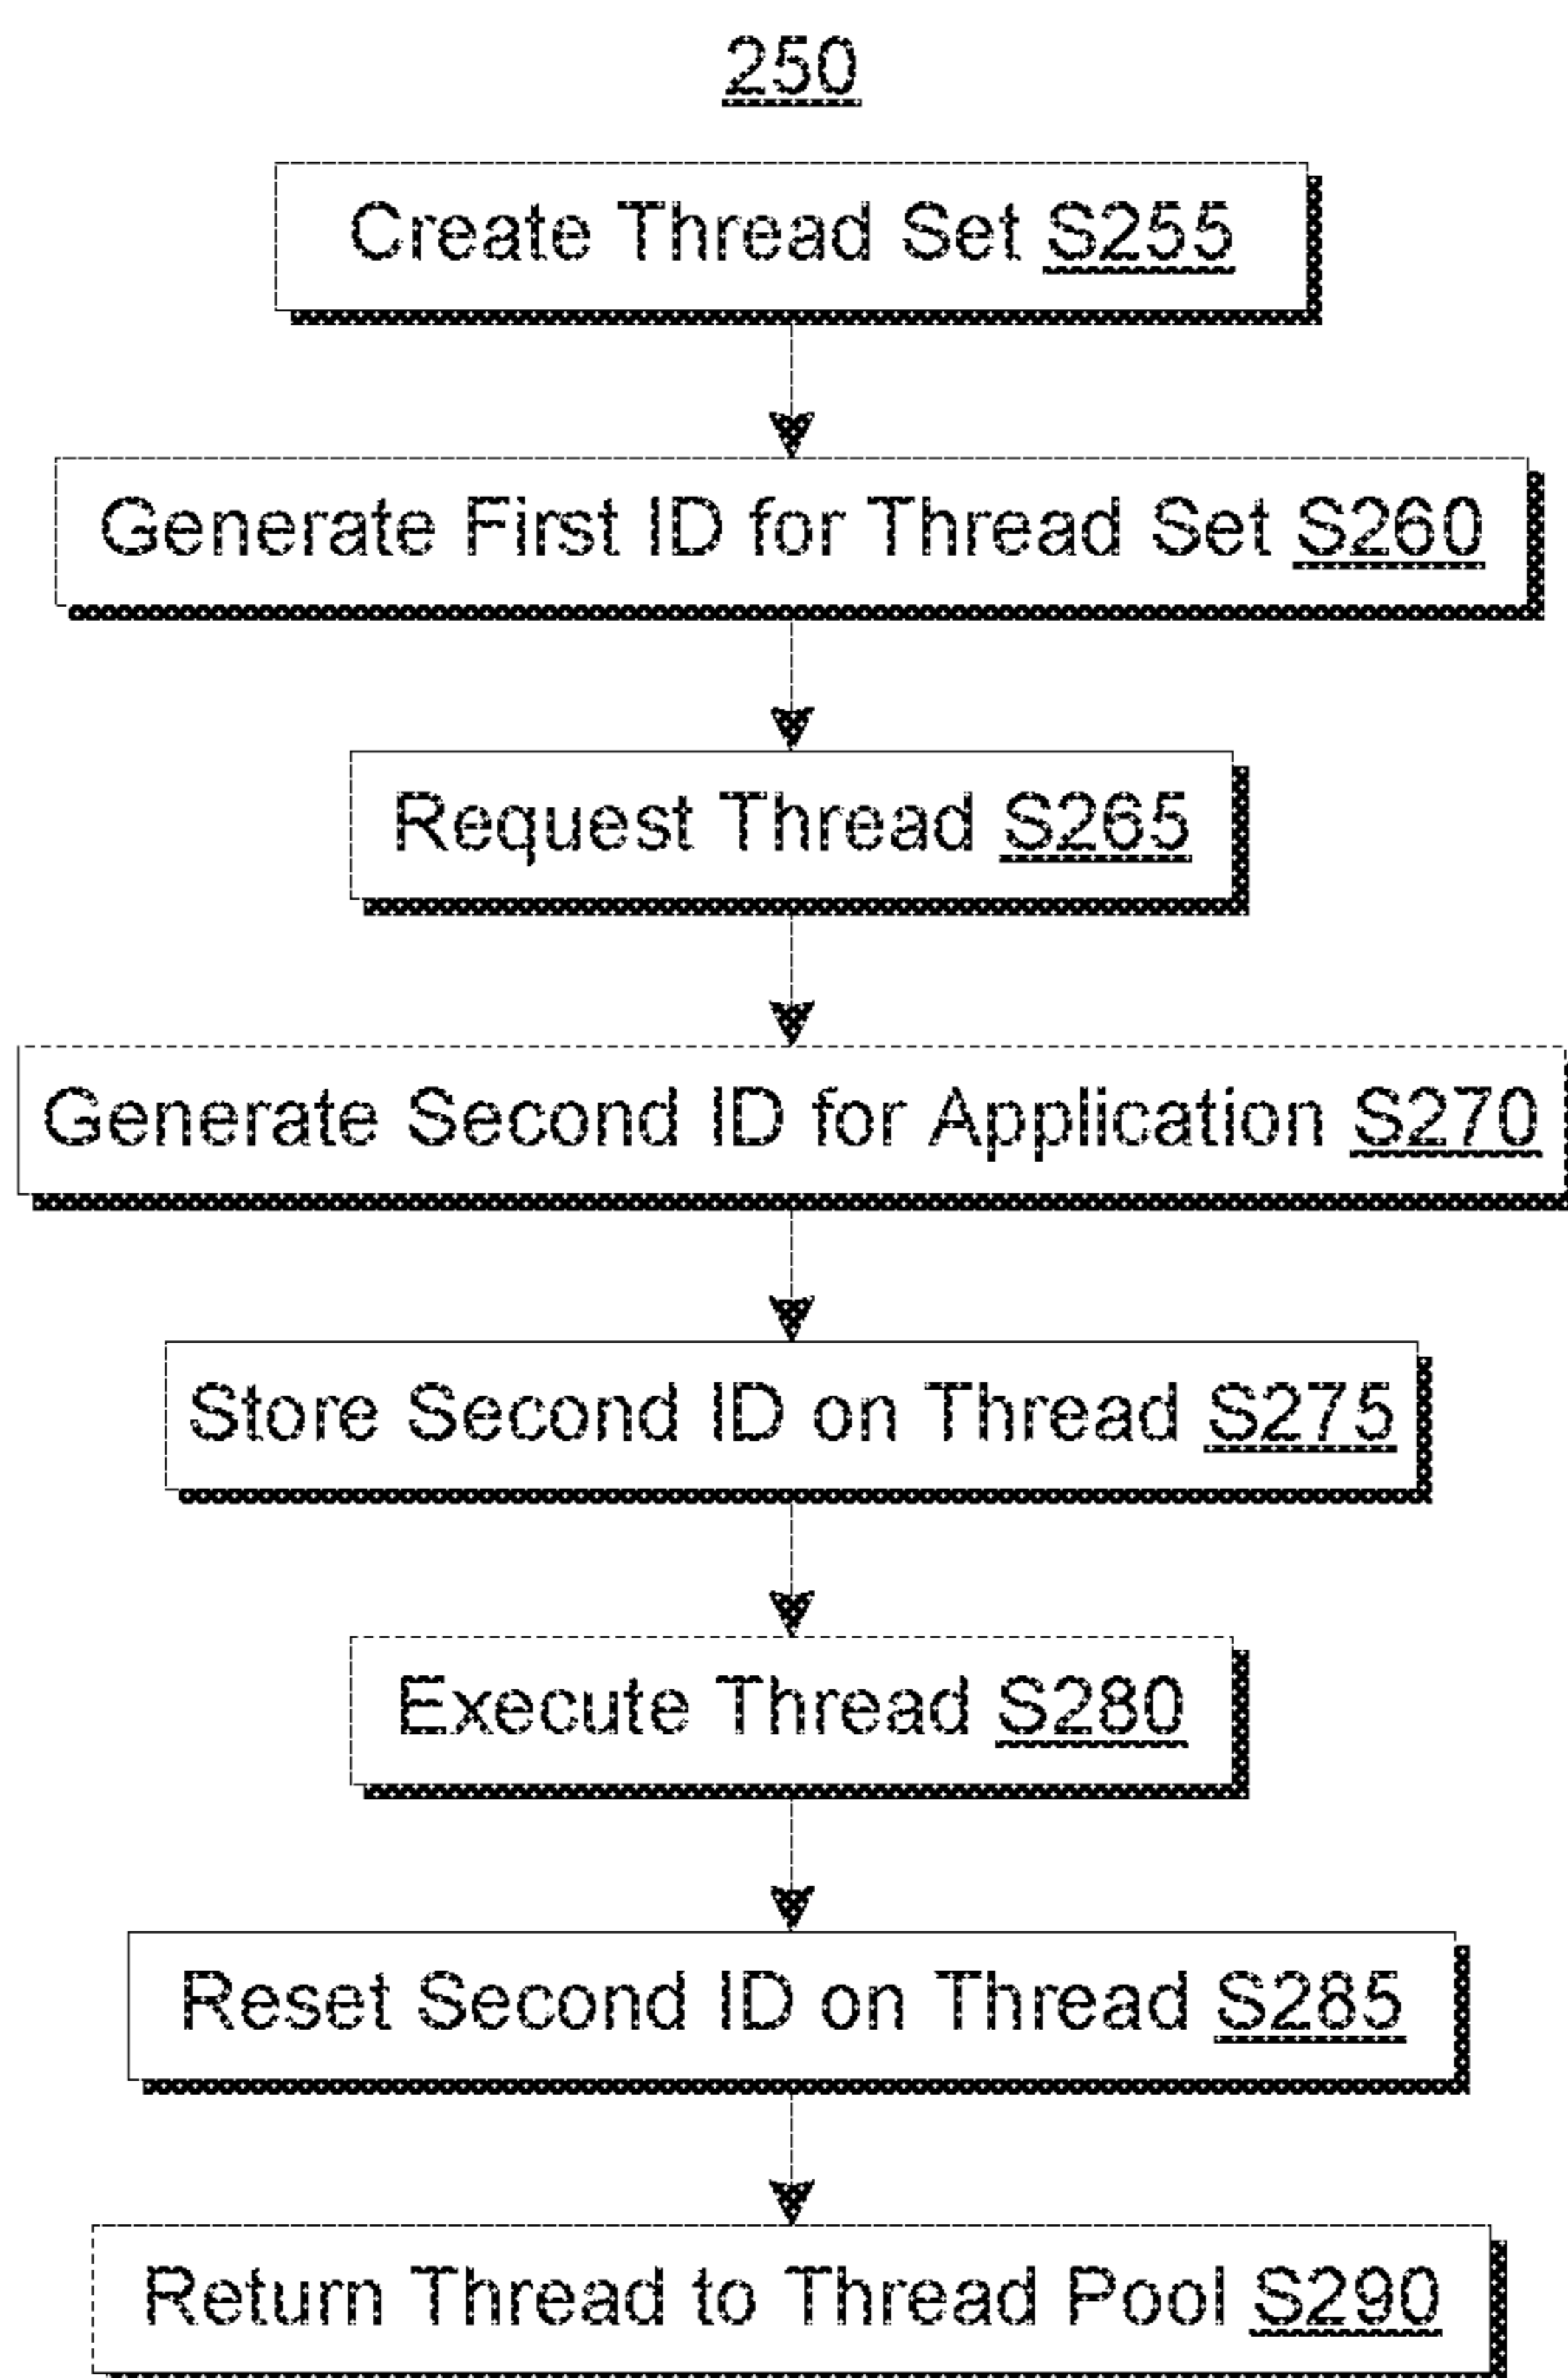 250
Create Thread Set S255
Generate First ID for Thread Set S260
Request Thread S265
Generate Second ID for Application S270
Store Second ID on Thread S275
Execute Thread S280
Reset Second ID on Thread S285
Return Thread to Thread Pool S290